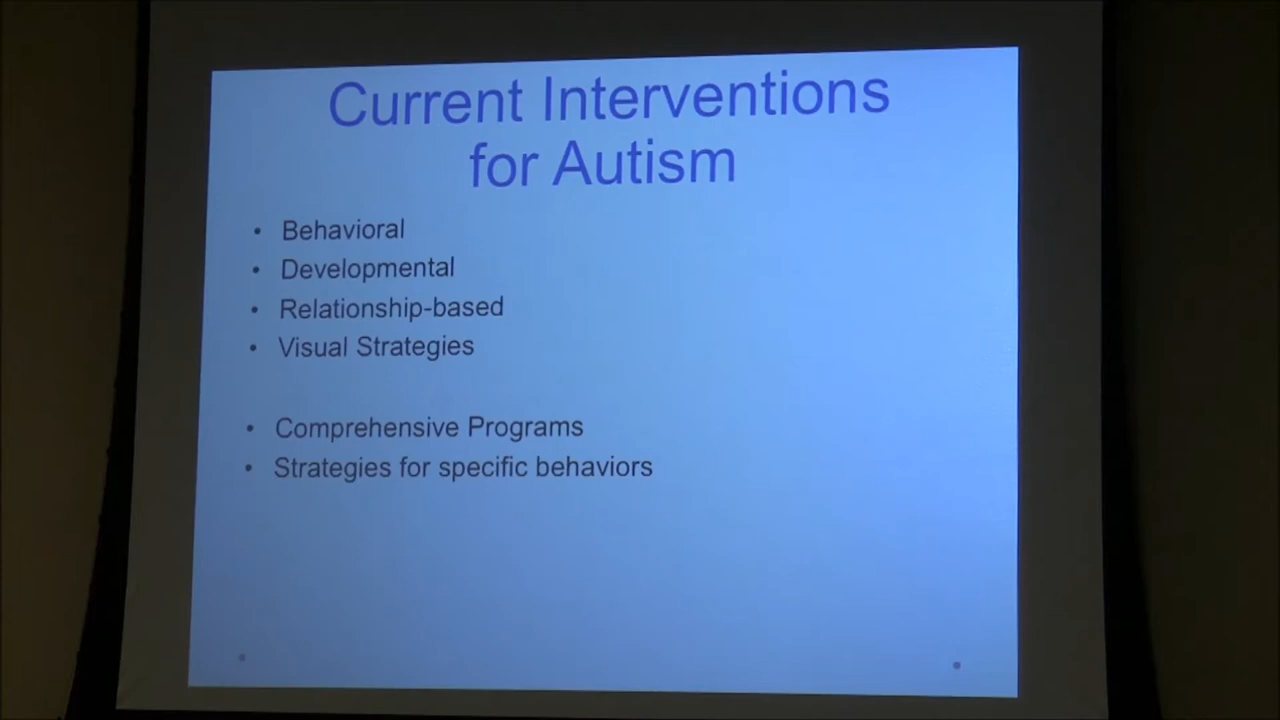 Current Interventions
for Autism
• Behavioral
• Developmental
• Relationship-based
• Visual Strategies
• Comprehensive Programs
• Strategies for specific behaviors